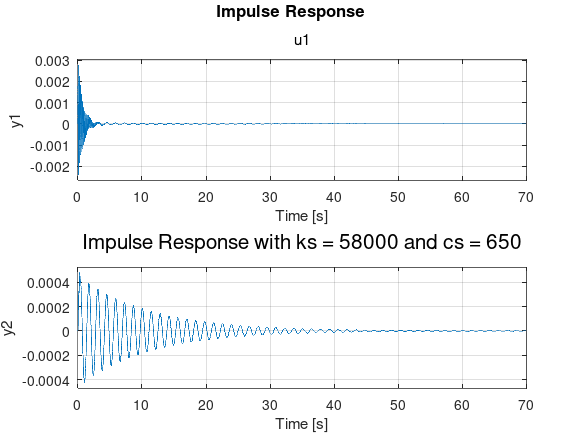 Impulse Response
u1
0.003
0.002
0.001
0
-0.001
-0.002
y1
0 10 20 30 40 50 60 70
Time [s]
Impulse Response with ks = 58000 and cs = 650
0.0004
0.0002
0
-0.0002
-0.0004
y2
0 10 20 30 40 50 60 70
Time [s]